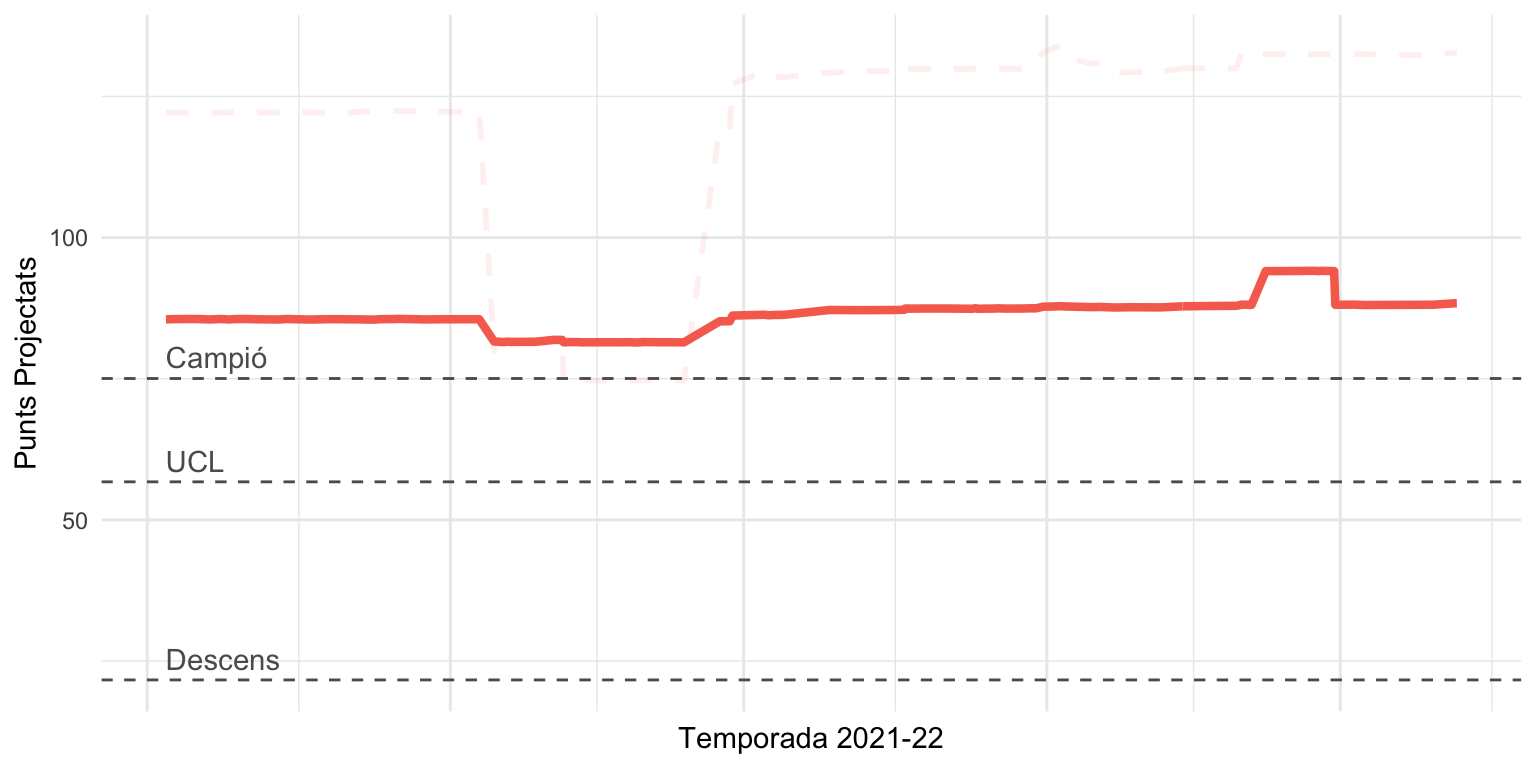 100
Punts Projectats
Campió
UCL
50
Descens
Temporada 2021-22